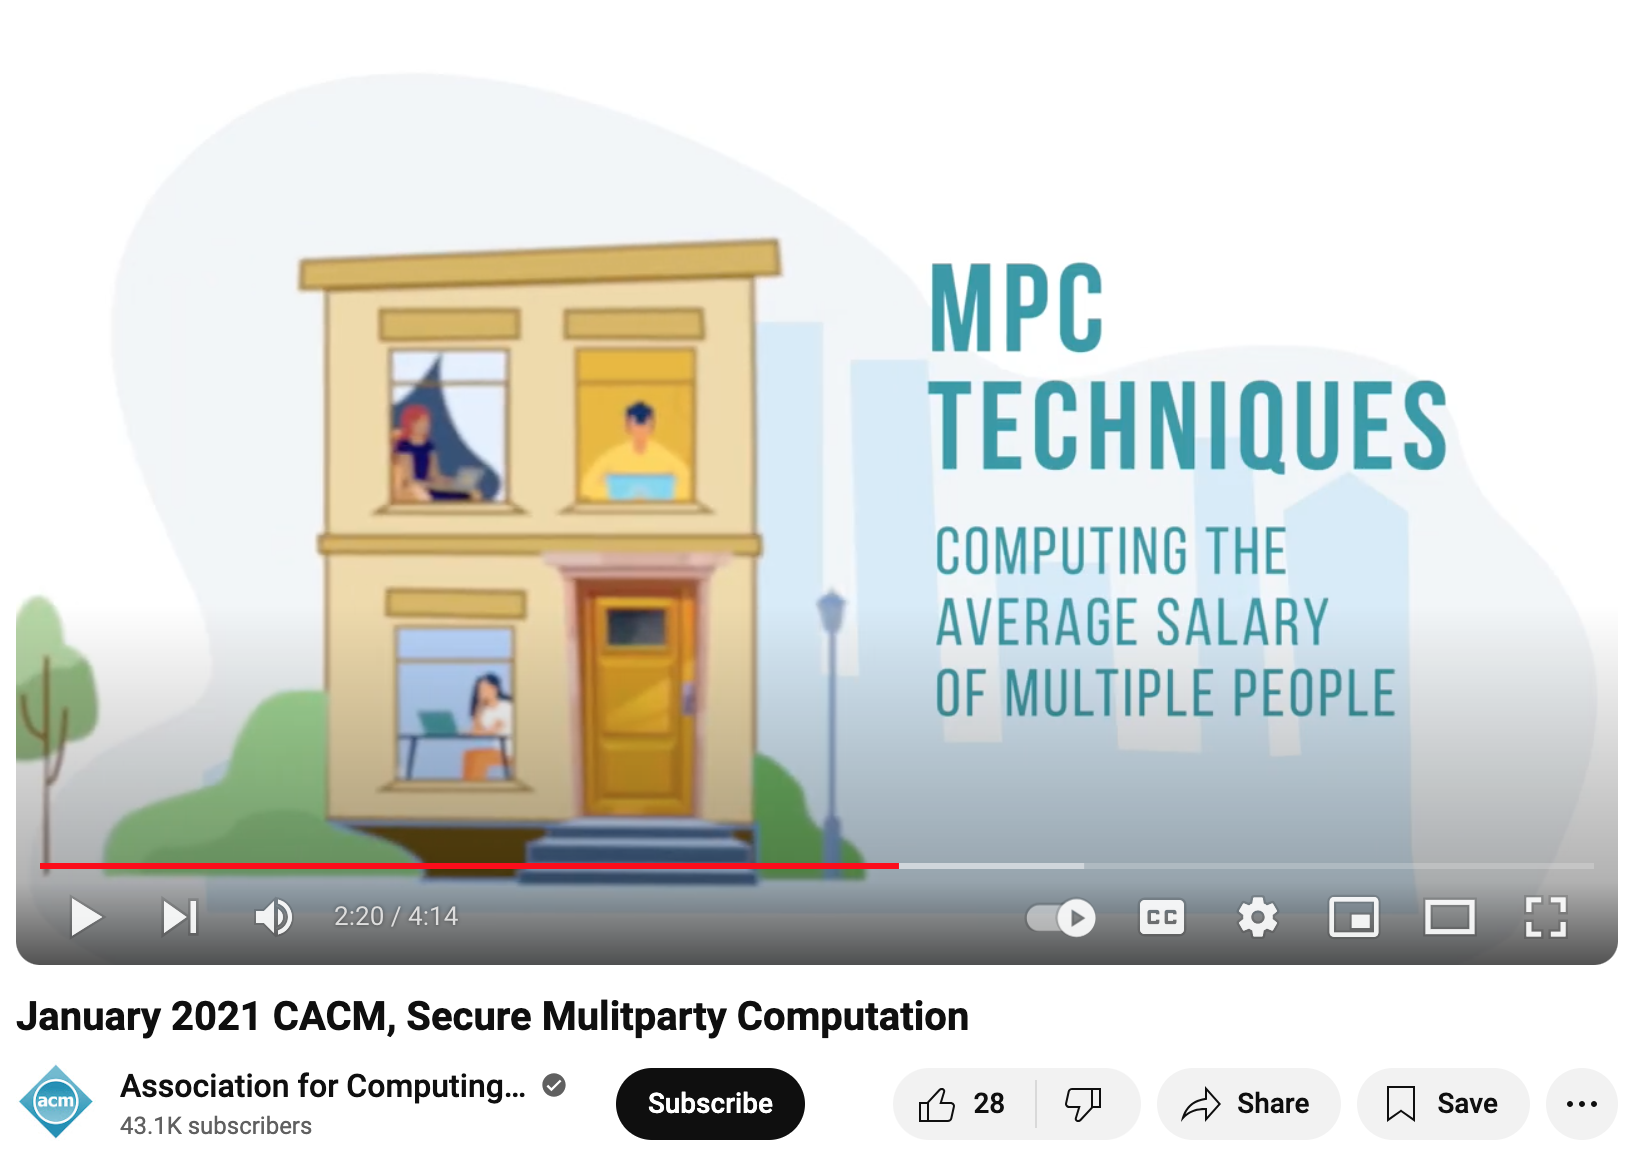 MPC
TECHNIQUES
COMPUTING THE
AVERAGE SALARY
OF MULTIPLE PEOPLE
2:20 / 4:14
CC
January 2021 CACM, Secure Mulitparty Computation
acm
Association for Computing...
43.1K subscribers
Subscribe
28
Share
Save